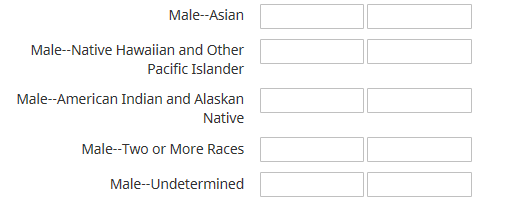 Male--Asian
Male--Native Hawaiian and Other
Pacific Islander
Male--American Indian and Alaskan
Native
Male--Two or More Races
Male--Undetermined